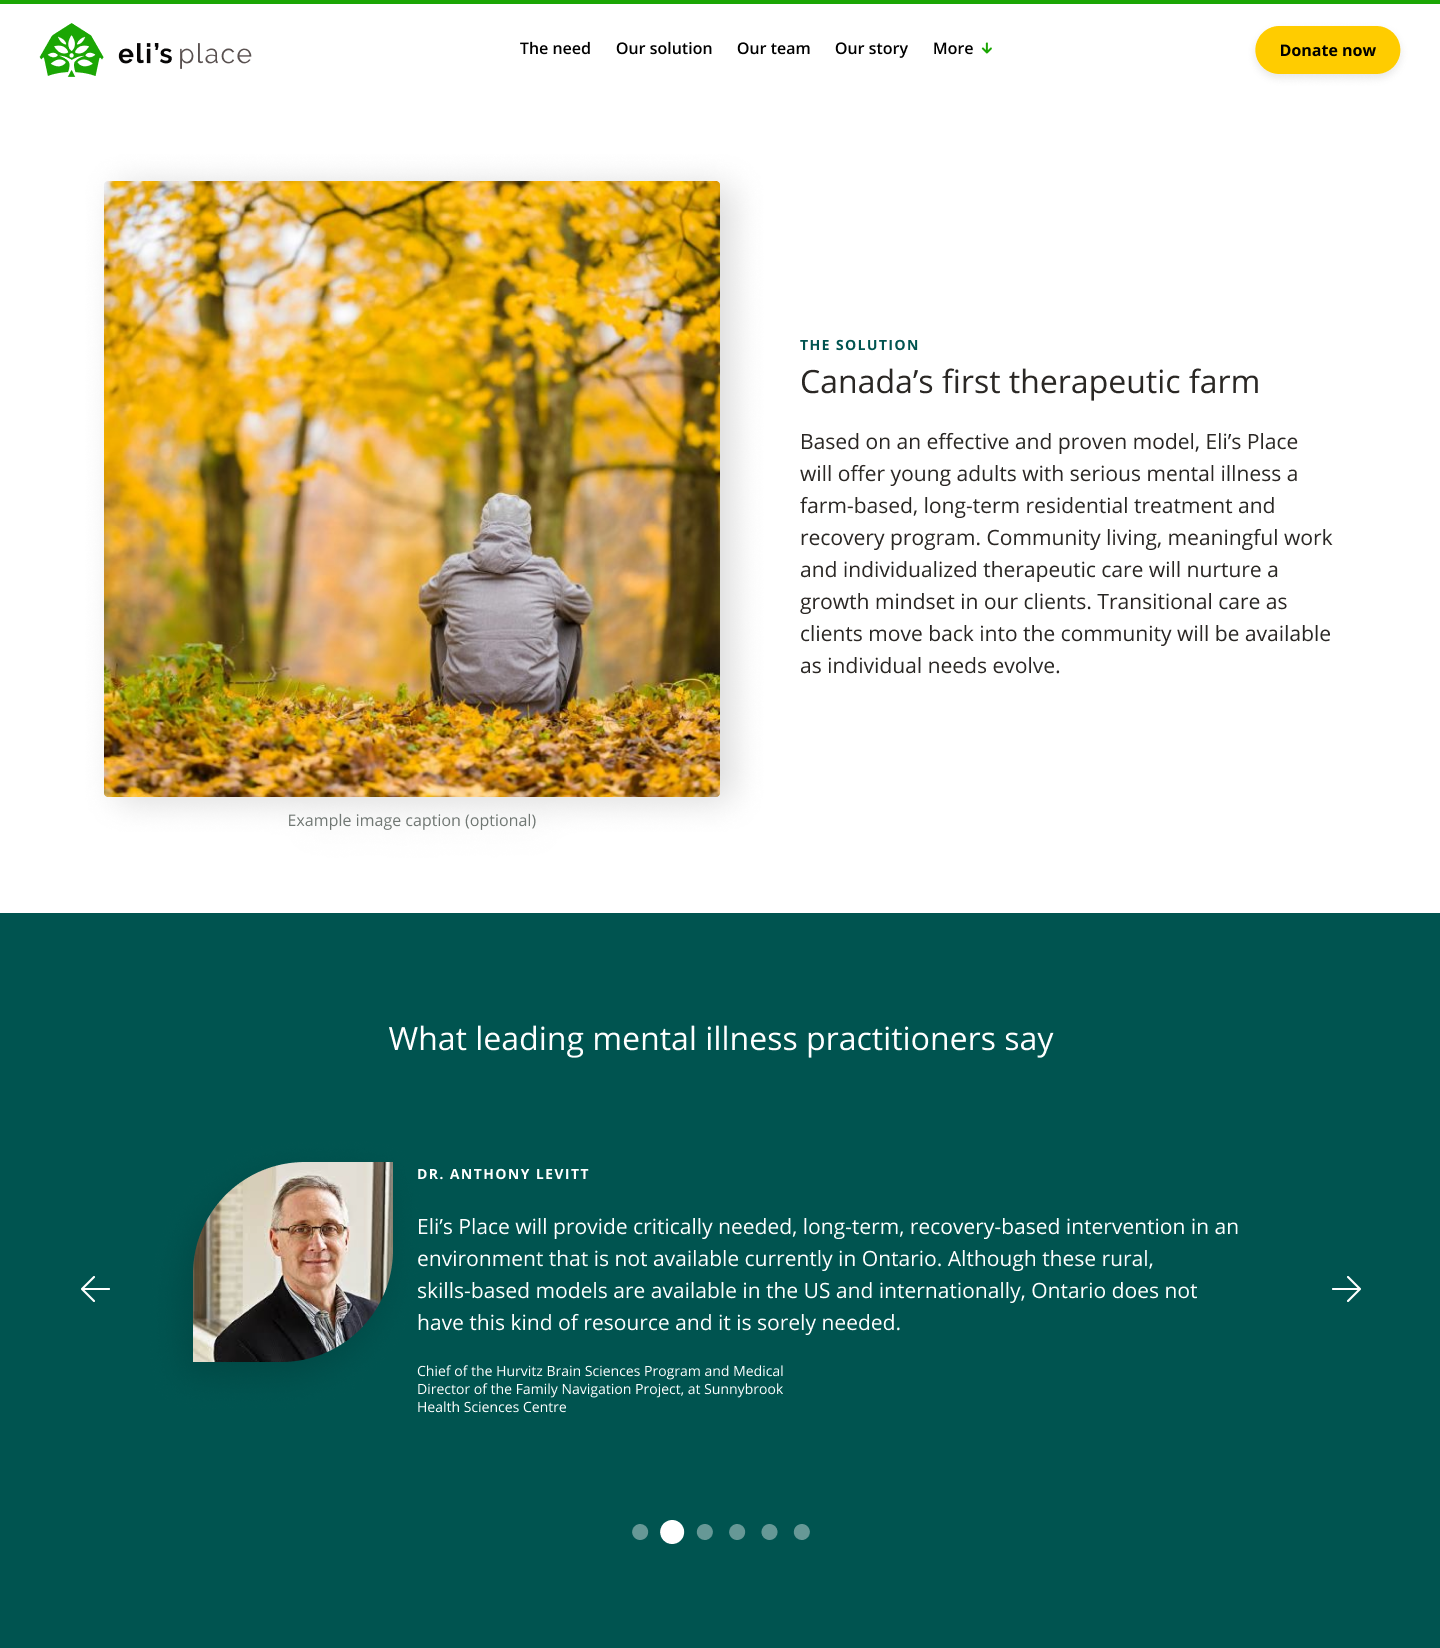 eli's place
The need
Our solution
Our team
Our story
More
Donate now
THE SOLUTION
Canada’s first therapeutic farm
Based on an effective and proven model, Eli’s Place
will offer young adults with serious mental illness a
farm-based, long-term residential treatment and
recovery program. Community living, meaningful work
and individualized therapeutic care will nurture a
growth mindset in our clients. Transitional care as
clients move back into the community will be available
as individual needs evolve.
Example image caption (optional)
What leading mental illness practitioners say
DR. ANTHONY LEVITT
Eli’s Place will provide critically needed, long-term, recovery-based intervention in an
environment that is not available currently in Ontario. Although these rural,
skills-based models are available in the US and internationally, Ontario does not
have this kind of resource and it is sorely needed.
Chief of the Hurvitz Brain Sciences Program and Medical
Director of the Family Navigation Project, at Sunnybrook
Health Sciences Centre